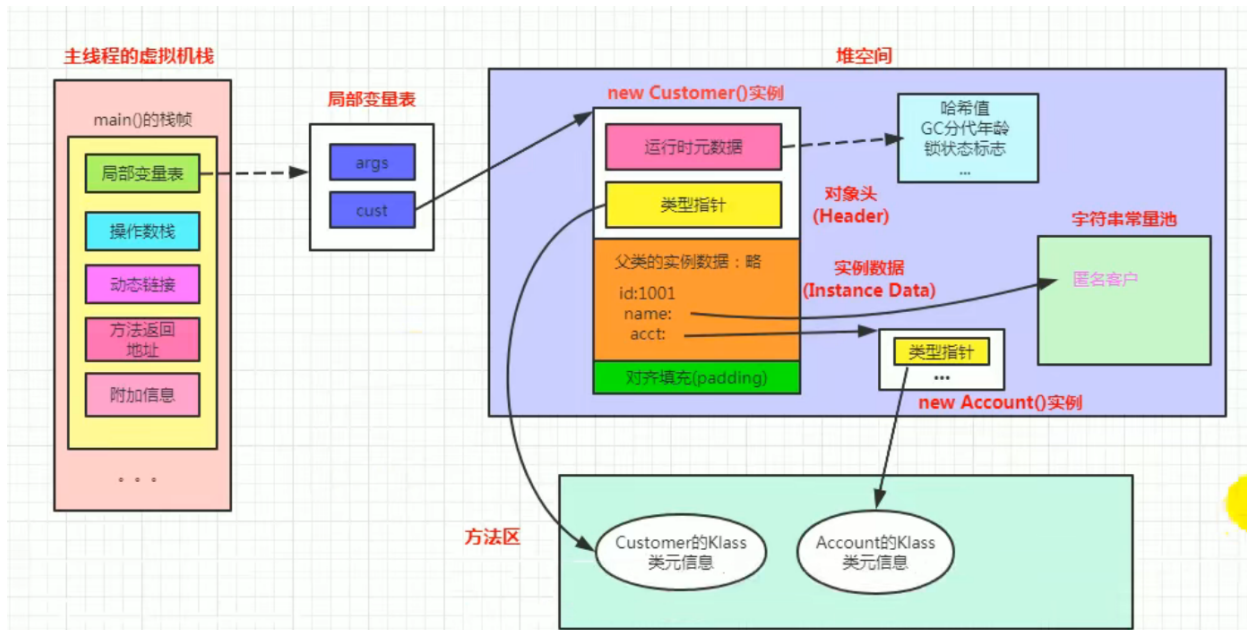 主线程的虚拟机栈
main()的栈帧
局部变量表
操作数栈
动态链接
方法返回
地址
附加信息
。。。
局部变量表
args
cust
堆空间
new Customer()实例
运行时元数据
类型指针
对象头
(Header)
哈希值
GC分代年龄
锁状态标志
...
父类的实例数据：略
id:1001
name:
acct:
实例数据
(Instance Data)
对齐填充(padding)
字符串常量池
匿名客户
类型指针
...
new Account()实例
方法区
Customer的Klass
类元信息
Account的Klass
类元信息